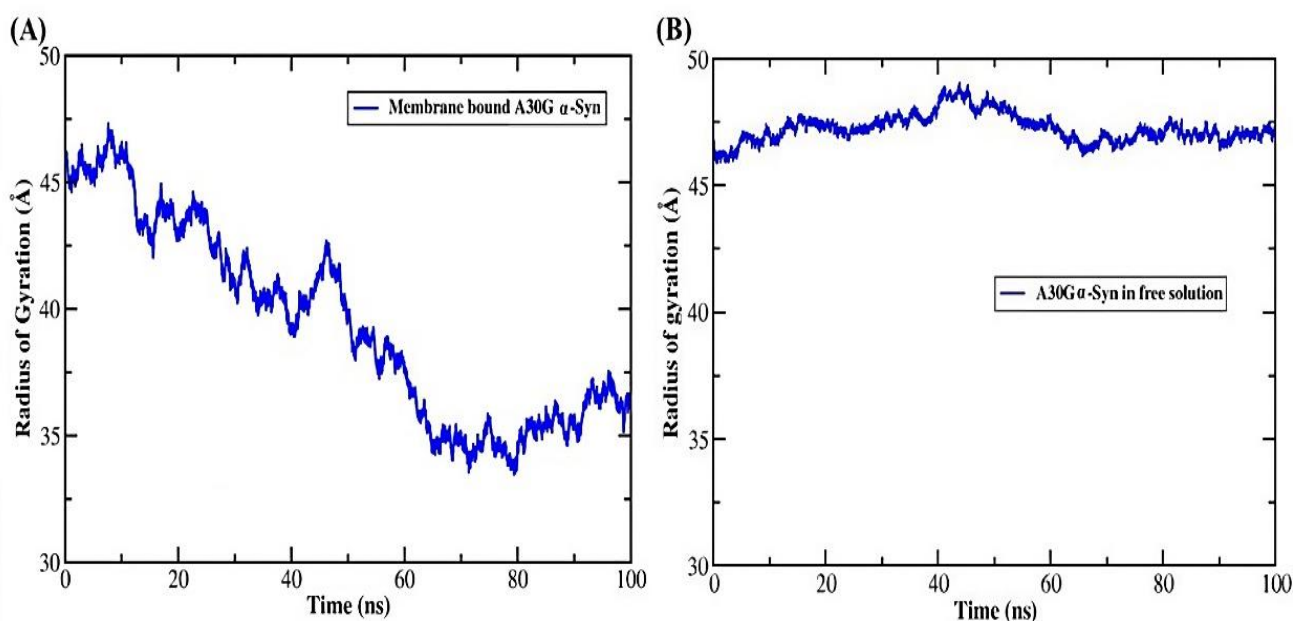 (A)
50
45
40
35
30
Radius of Gyration (Å)
Membrane bound A30G α-Syn
0 20 40 60 80 100
Time (ns)
(B)
50
45
40
35
30
Radius of gyration (Å)
A30G α-Syn in free solution
0 20 40 60 80 100
Time (ns)